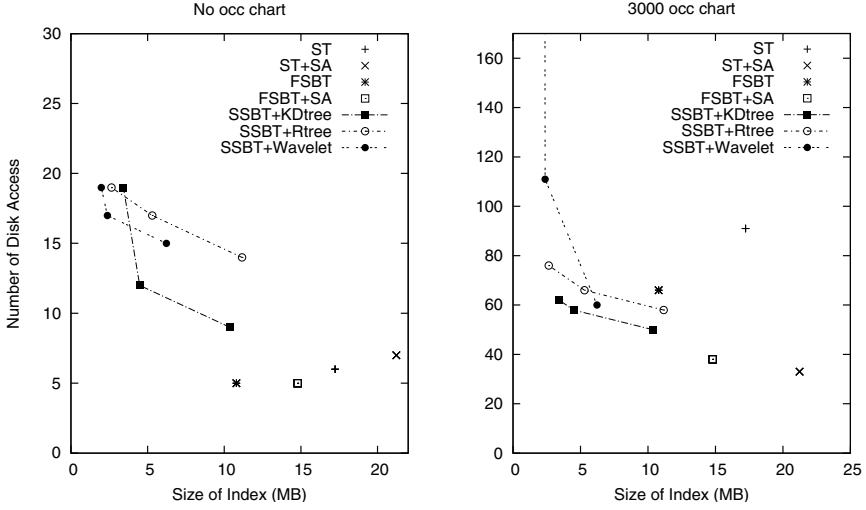 No occ chart
Number of Disk Access
30
25
20
15
10
5
0
ST
ST+SA
FSBT
FSBT+SA
SSBT+KDtree
SSBT+Rtree
SSBT+Wavelet
0 5 10 15 20
Size of Index (MB)
3000 occ chart
160
140
120
100
80
60
40
20
0
ST
ST+SA
FSBT
FSBT+SA
SSBT+KDtree
SSBT+Rtree
SSBT+Wavelet
0 5 10 15 20 25
Size of Index (MB)